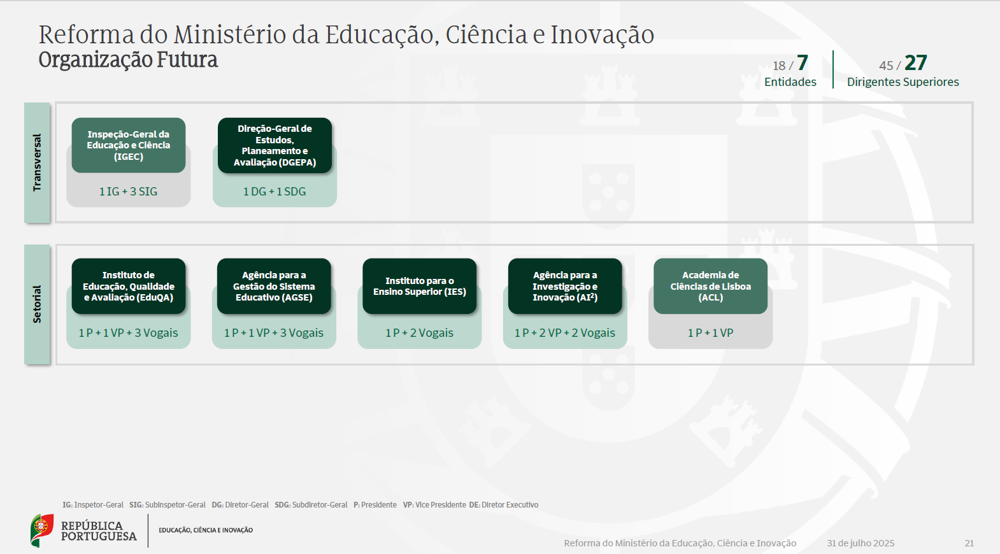 Reforma do Ministério da Educação, Ciência e Inovação
Organização Futura
18 / 7
Entidades
45 / 27
Dirigentes Superiores
Transversal
Inspeção-Geral da
Educação e Ciência
(IGEC)
1 IG + 3 SIG
Direção-Geral de
Estudos,
Planeamento e
Avaliação (DGEPA)
1 DG + 1 SDG
Setorial
Instituto de
Educação, Qualidade
e Avaliação (EduQA)
1 P + 1 VP + 3 Vogais
Agência para a
Gestão do Sistema
Educativo (AGSE)
1 P + 1 VP + 3 Vogais
Instituto para o
Ensino Superior (IES)
1 P + 2 Vogais
Agência para a
Investigação e
Inovação (AI²)
1 P + 2 VP + 2 Vogais
Academia de
Ciências de Lisboa
(ACL)
1 P + 1 VP
IG: Inspetor-Geral SIG: Subinspetor-Geral DG: Diretor-Geral SDG: Subdiretor-Geral P: Presidente VP: Vice Presidente DE: Diretor Executivo
REPÚBLICA
PORTUGUESA
EDUCAÇÃO, CIÊNCIA E INOVAÇÃO
Reforma do Ministério da Educação, Ciência e Inovação 31 de julho 2025 21